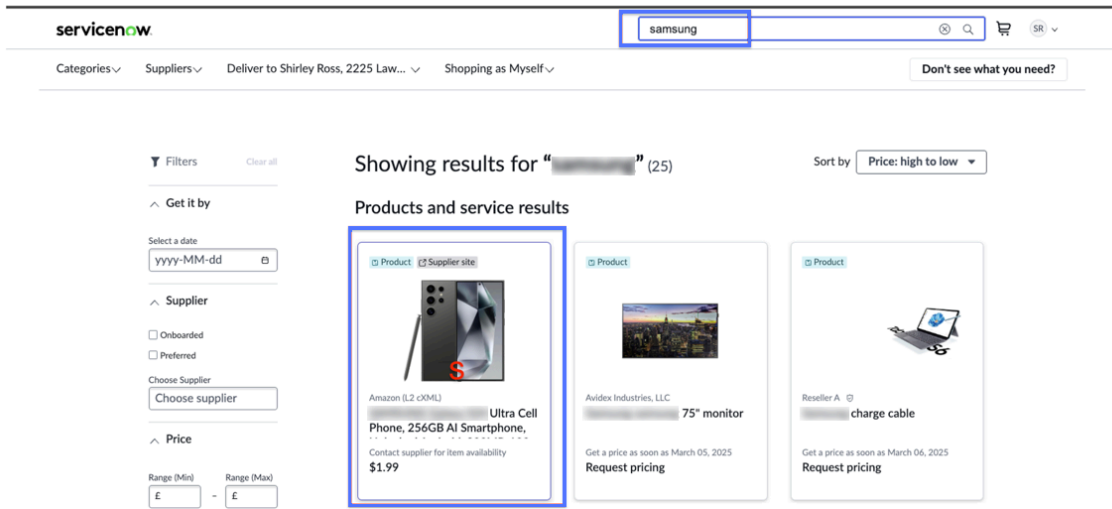 servicenow
samsung
SR
Categories Suppliers Deliver to Shirley Ross, 2225 Law... Shopping as Myself Don't see what you need?
Filters Clear all
Showing results for “ ” (25)
Sort by Price: high to low
Get it by
Products and service results
Select a date
yyyy-MM-dd
Supplier
Onboarded
Preferred
Choose Supplier
Choose supplier
Price
Range (Min) Range (Max)
£ - £
Product Supplier site
S
Amazon (L2 cXML)
Ultra Cell
Phone, 256GB AI Smartphone,
Contact supplier for item availability
$1.99
Product
Avidex Industries, LLC
75" monitor
Get a price as soon as March 05, 2025
Request pricing
Product
S6
Reseller A
charge cable
Get a price as soon as March 06, 2025
Request pricing